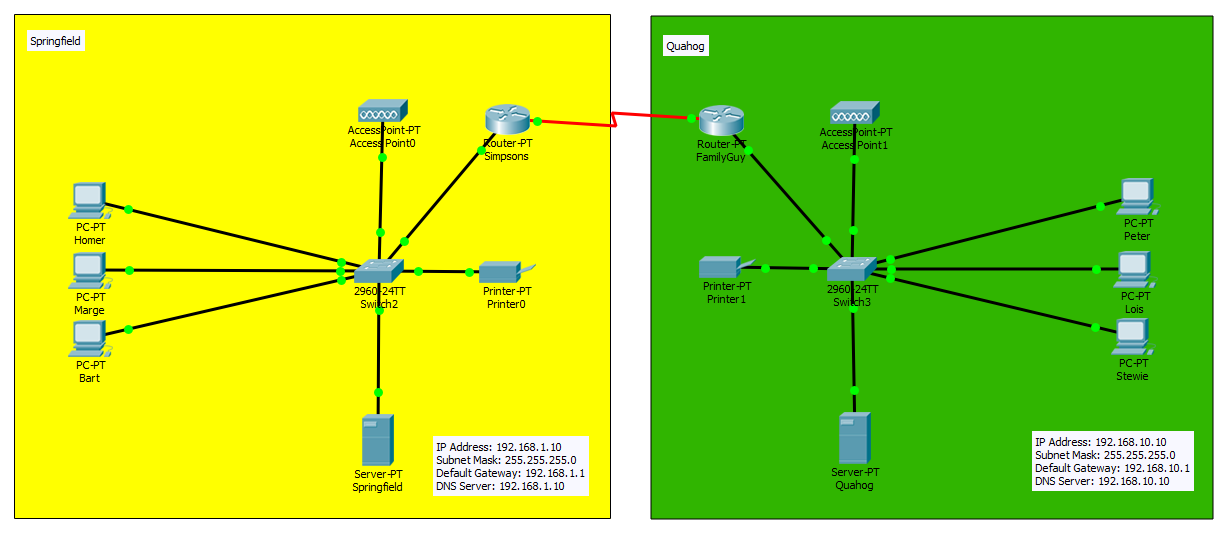 Springfield
AccessPoint-PT
Access Point0
Router-PT
Simpsons
PC-PT
Homer
PC-PT
Marge
PC-PT
Bart
2960-24TT
Switch2
Printer-PT
Printer0
Server-PT
Springfield
IP Address: 192.168.1.10
Subnet Mask: 255.255.255.0
Default Gateway: 192.168.1.1
DNS Server: 192.168.1.10
Quahog
Router-PT
FamilyGuy
AccessPoint-PT
Access Point1
PC-PT
Peter
Printer-PT
Printer1
2960-24TT
Switch3
PC-PT
Lois
PC-PT
Stewie
Server-PT
Quahog
IP Address: 192.168.10.10
Subnet Mask: 255.255.255.0
Default Gateway: 192.168.10.1
DNS Server: 192.168.10.10